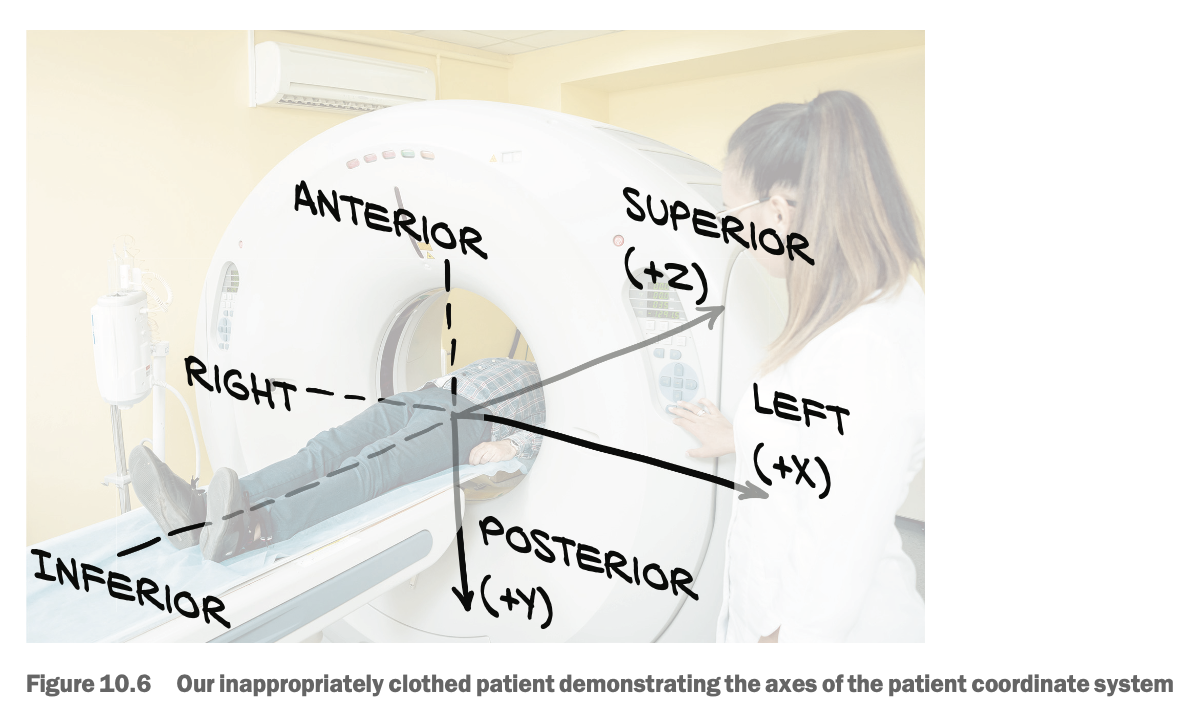 ANTERIOR
SUPERIOR
(+Z)
RIGHT
LEFT
(+X)
INFERIOR
POSTERIOR
(+Y)
Figure 10.6 Our inappropriately clothed patient demonstrating the axes of the patient coordinate system